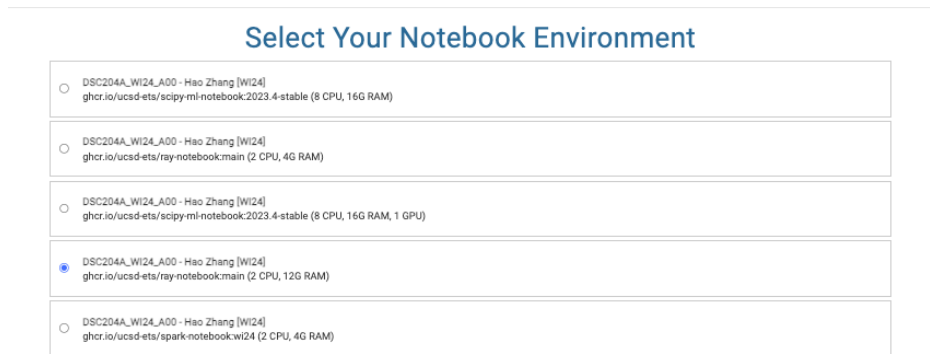 Select Your Notebook Environment
DSC204A_WI24_A00 - Hao Zhang [WI24]
ghcr.io/ucsd-ets/scipy-ml-notebook:2023.4-stable (8 CPU, 16G RAM)
DSC204A_WI24_A00 - Hao Zhang [WI24]
ghcr.io/ucsd-ets/ray-notebook:main (2 CPU, 4G RAM)
DSC204A_WI24_A00 - Hao Zhang [WI24]
ghcr.io/ucsd-ets/scipy-ml-notebook:2023.4-stable (8 CPU, 16G RAM, 1 GPU)
DSC204A_WI24_A00 - Hao Zhang [WI24]
ghcr.io/ucsd-ets/ray-notebook:main (2 CPU, 12G RAM)
DSC204A_WI24_A00 - Hao Zhang [WI24]
ghcr.io/ucsd-ets/spark-notebook:wi24 (2 CPU, 4G RAM)